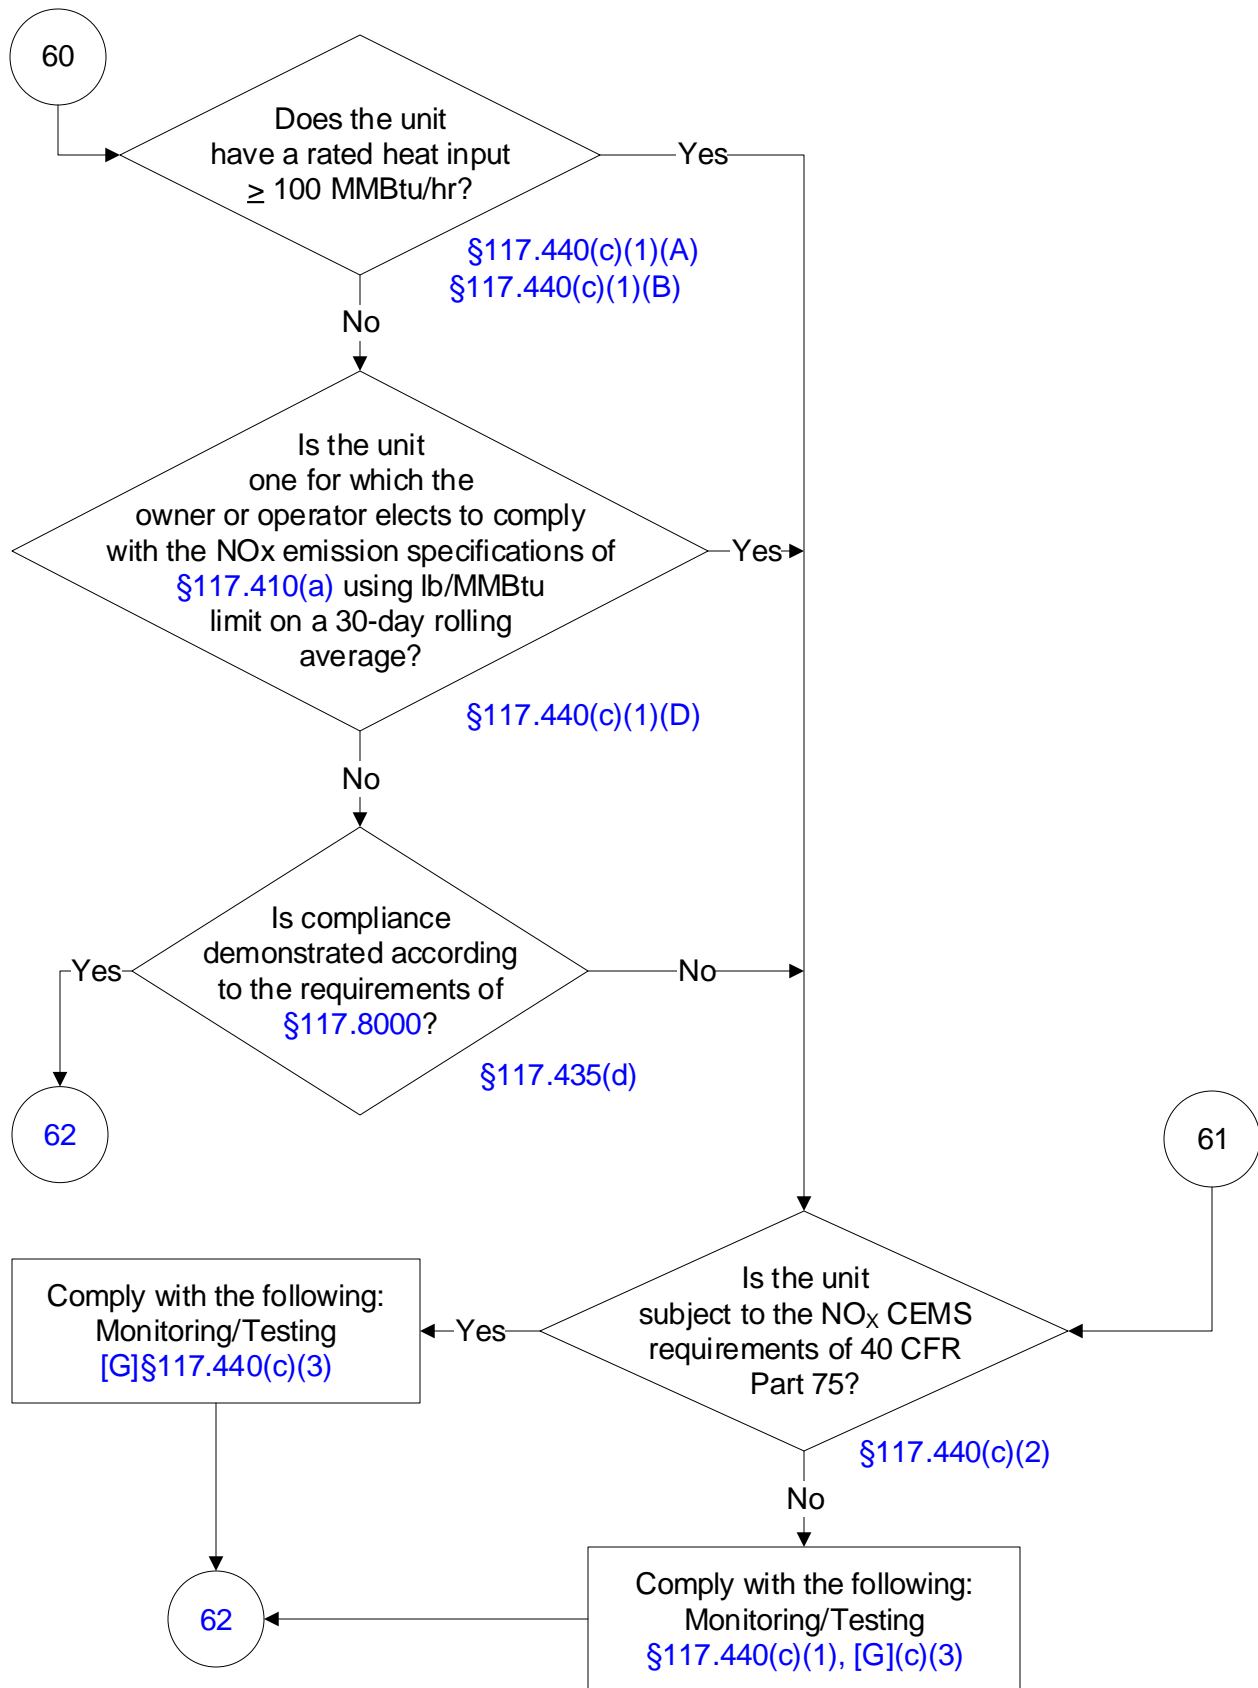 60
Does the unit
have a rated heat input
≥ 100 MMBtu/hr?
Yes
§117.440(c)(1)(A)
§117.440(c)(1)(B)
No
Is the unit
one for which the
owner or operator elects to comply
with the NOx emission specifications of
§117.410(a) using lb/MMBtu
limit on a 30-day rolling
average?
Yes
§117.440(c)(1)(D)
No
Is compliance
demonstrated according
to the requirements of
§117.8000?
Yes
No
§117.435(d)
62
61
Is the unit
subject to the NOX CEMS
requirements of 40 CFR
Part 75?
Yes
Comply with the following:
Monitoring/Testing
[G]§117.440(c)(3)
§117.440(c)(2)
No
Comply with the following:
Monitoring/Testing
§117.440(c)(1), [G](c)(3)
62